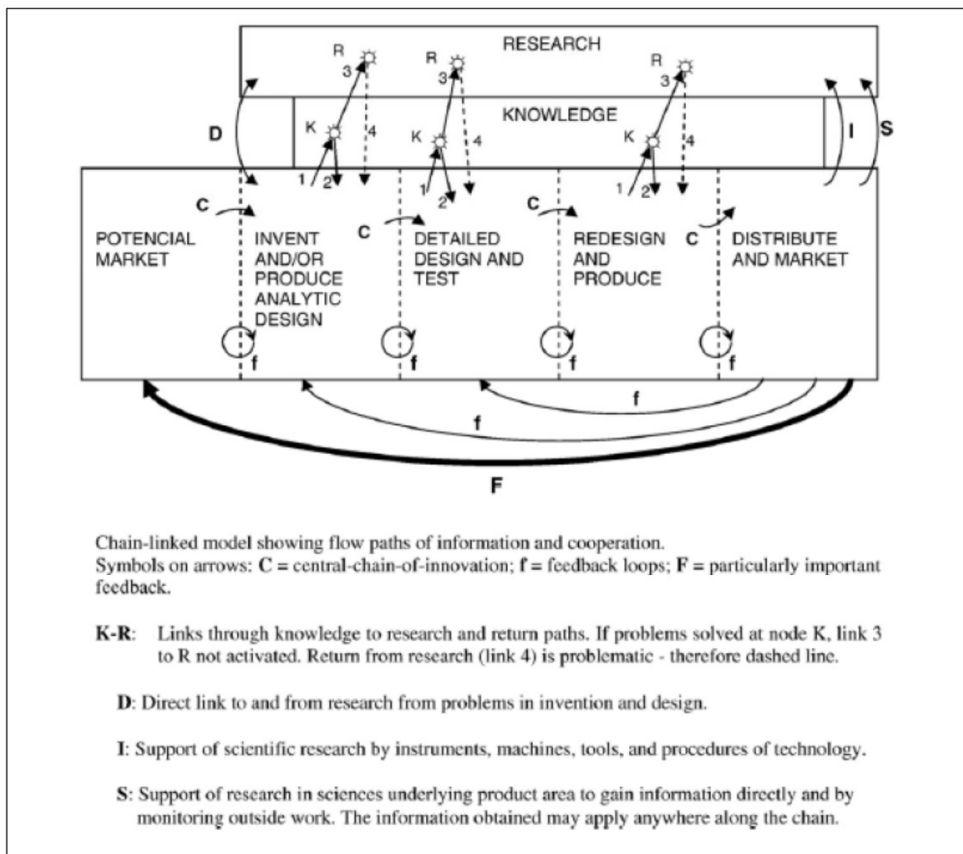 RESEARCH
R
R
R
3
3
3
KNOWLEDGE
D
K
4
K
4
K
4
I
S
1
2
1
2
1
2
C
C
C
C
POTENCIAL
MARKET
INVENT
AND/OR
PRODUCE
ANALYTIC
DESIGN
DETAILED
DESIGN AND
TEST
REDESIGN
AND
PRODUCE
DISTRIBUTE
AND MARKET
f
f
f
f
f
f
F
Chain-linked model showing flow paths of information and cooperation.
Symbols on arrows: C = central-chain-of-innovation; f = feedback loops; F = particularly important
feedback.
K-R: Links through knowledge to research and return paths. If problems solved at node K, link 3
to R not activated. Return from research (link 4) is problematic - therefore dashed line.
D: Direct link to and from research from problems in invention and design.
I: Support of scientific research by instruments, machines, tools, and procedures of technology.
S: Support of research in sciences underlying product area to gain information directly and by
monitoring outside work. The information obtained may apply anywhere along the chain.